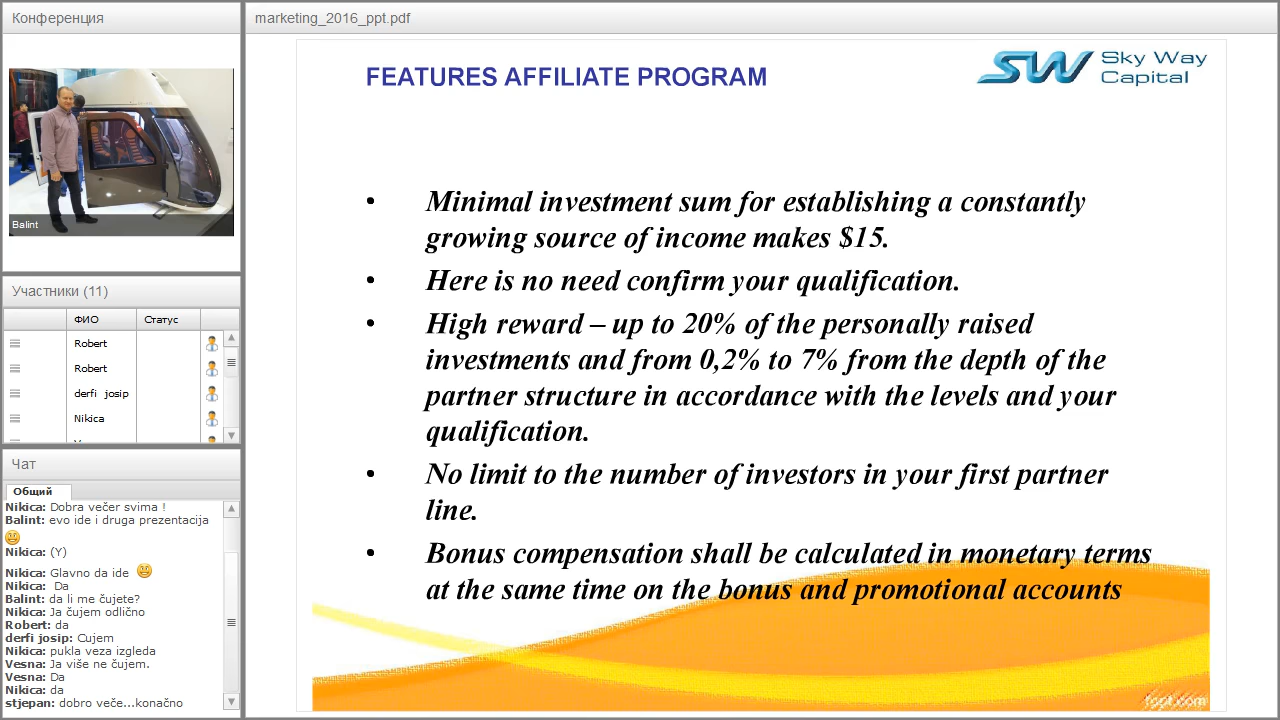 Конференция
Balint
Участники (11)
ФИО Статус
Robert
Robert
derfi josip
Nikica
Чат
Общий
Nikica: Dobra večer svima !
Balint: evo ide i druga prezentacija
Nikica: (Y)
Nikica: Glavno da ide
Nikica: Da
Balint: da li me čujete?
Nikica: Ja čujem odlično
Robert: da
derfi josip: Cujem
Nikica: pukla veza izgleda
Vesna: Ja više ne čujem.
Vesna: Da
Nikica: da
stjepan: dobro veče...konačno
marketing_2016_ppt.pdf
FEATURES AFFILIATE PROGRAM
SW Sky Way
Capital
• Minimal investment sum for establishing a constantly
growing source of income makes $15.
• Here is no need confirm your qualification.
• High reward – up to 20% of the personally raised
investments and from 0,2% to 7% from the depth of the
partner structure in accordance with the levels and your
qualification.
• No limit to the number of investors in your first partner
line.
• Bonus compensation shall be calculated in monetary terms
at the same time on the bonus and promotional accounts
fppt.com